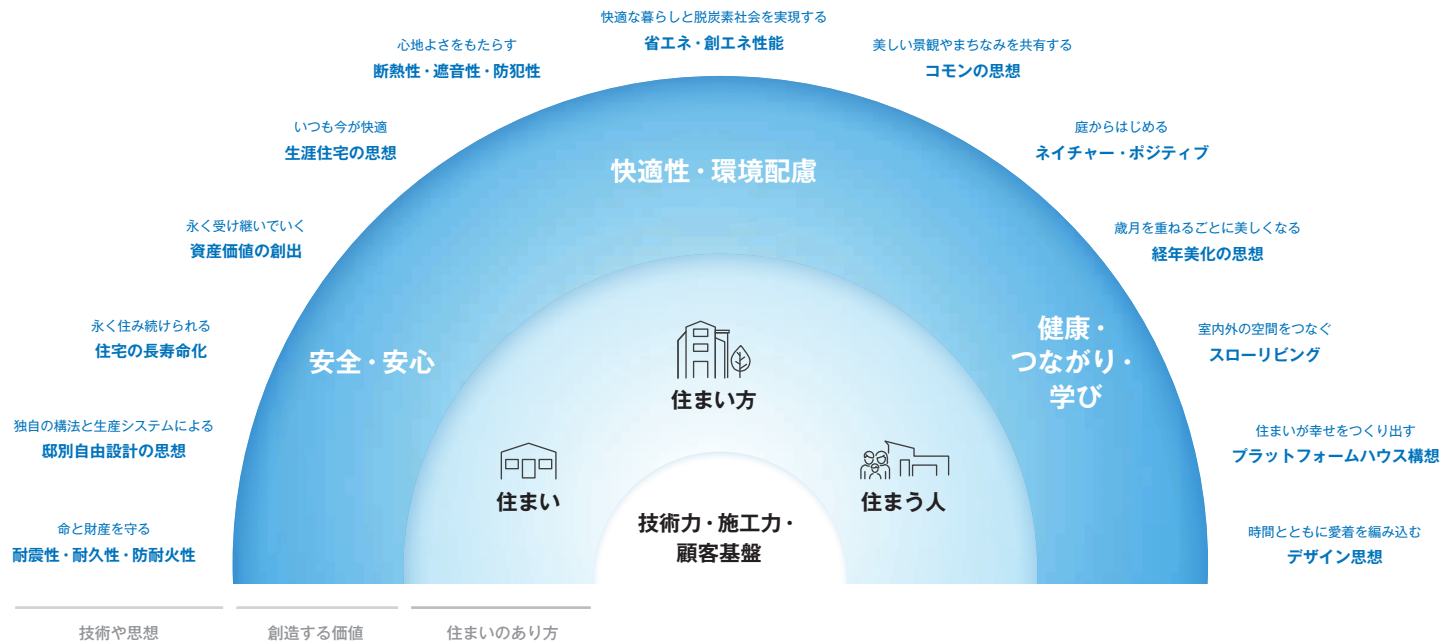 快適な暮らしと脱炭素社会を実現する
省エネ・創エネ性能
心地よさをもたらす
断熱性・遮音性・防犯性
美しい景観やまちなみを共有する
コモンの思想
いつも今が快適
生涯住宅の思想
庭からはじめる
ネイチャー・ポジティブ
快適性・環境配慮
永く受け継いでいく
資産価値の創出
歳月を重ねるごとに美しくなる
経年美化の思想
永く住み続けられる
住宅の長寿命化
安全・安心
健康・
つながり・
学び
室内外の空間をつなぐ
スローリビング
住まい方
独自の構法と生産システムによる
邸別自由設計の思想
住まいが幸せをつくり出す
プラットフォームハウス構想
住まい
住まう人
命と財産を守る
耐震性・耐久性・防耐火性
技術力・施工力・
顧客基盤
時間とともに愛着を編み込む
デザイン思想
技術や思想
創造する価値
住まいのあり方